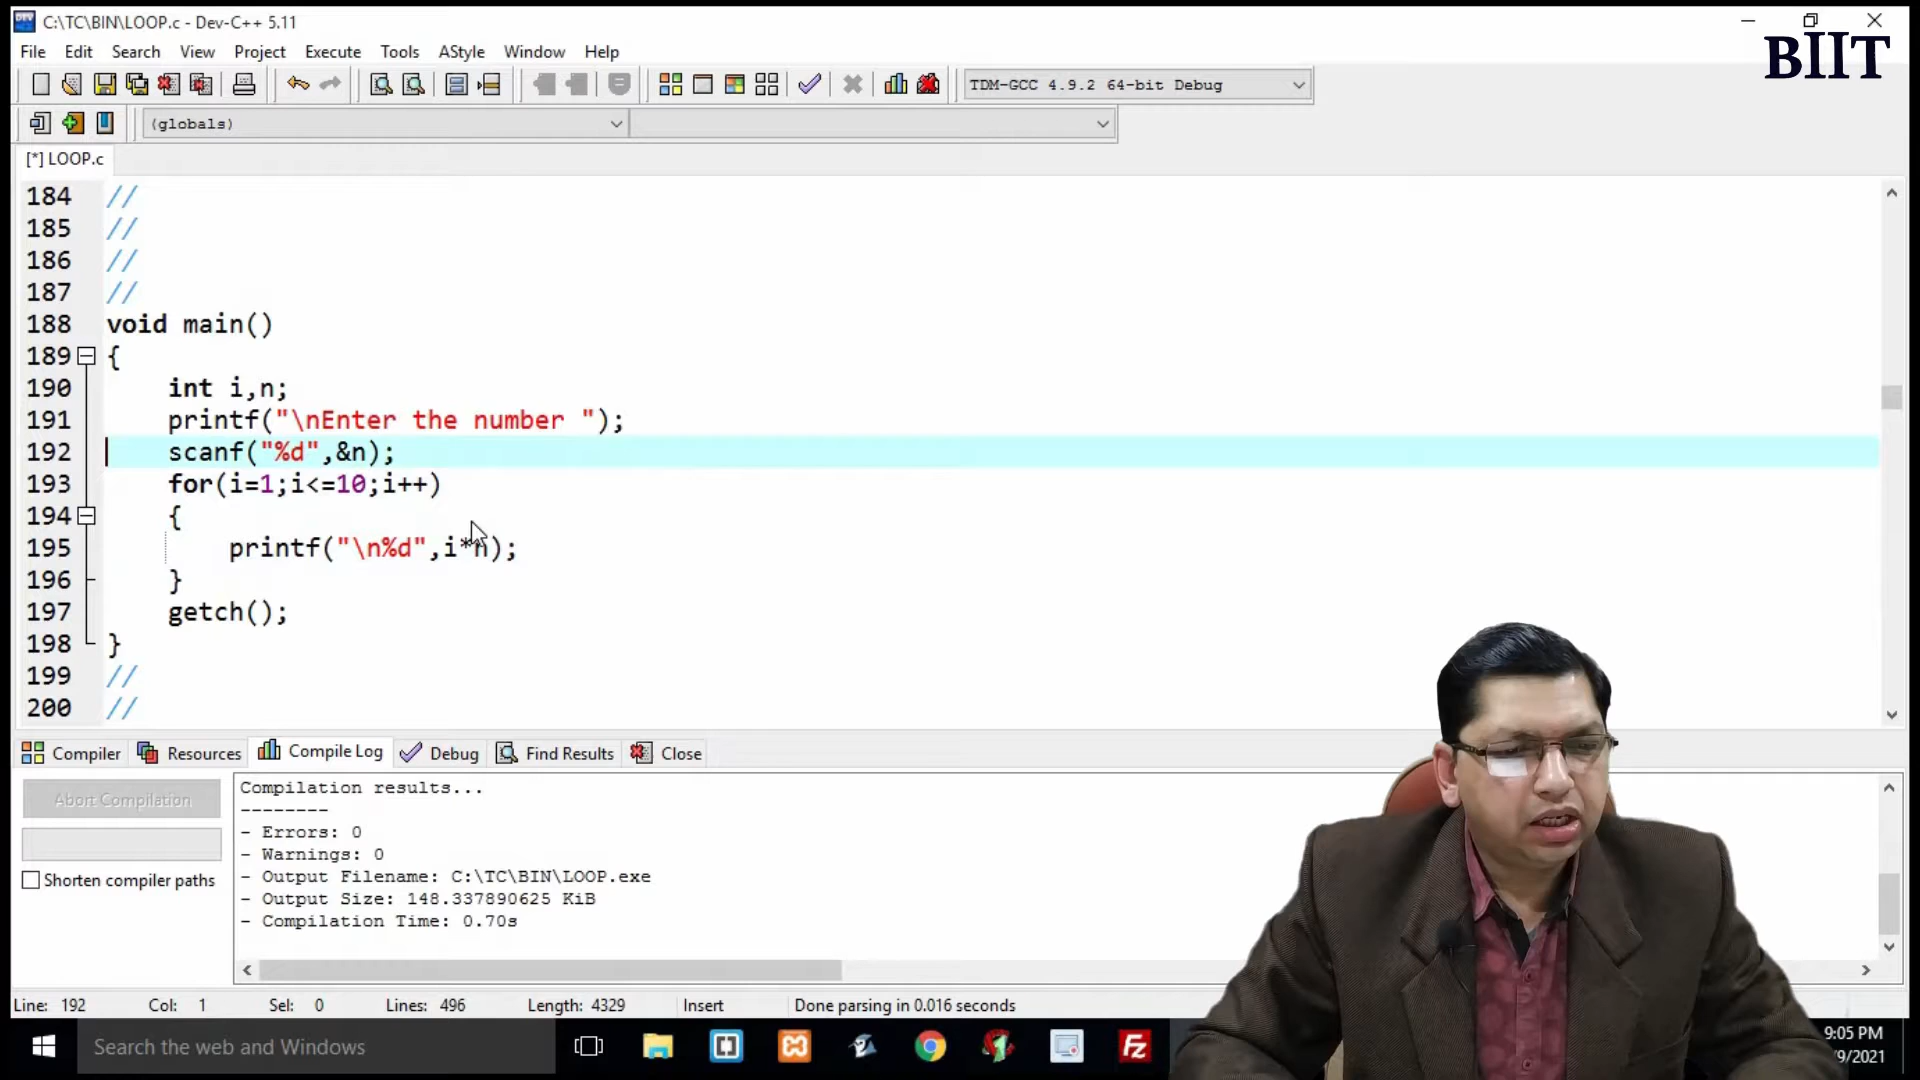 C:\TC\BIN\LOOP.c - Dev-C++ 5.11
BIIT
File Edit Search View Project Execute Tools AStyle Window Help
TDM-GCC 4.9.2 64-bit Debug
(globals)
[*] LOOP.c
184 //
185 //
186 //
187 //
188 void main()
189 {
190 int i,n;
191 printf("\nEnter the number ");
192 scanf("%d",&n);
193 for(i=1;i<=10;i++)
194 {
195 printf("\n%d",i*n);
196 }
197 getch();
198 }
199 //
200 //
Compiler Resources Compile Log Debug Find Results Close
Abort Compilation
Shorten compiler paths
Compilation results...
--------
- Errors: 0
- Warnings: 0
- Output Filename: C:\TC\BIN\LOOP.exe
- Output Size: 148.337890625 KiB
- Compilation Time: 0.70s
Line: 192 Col: 1 Sel: 0 Lines: 496 Length: 4329 Insert Done parsing in 0.016 seconds
Search the web and Windows
Fz
9:05 PM
/9/2021